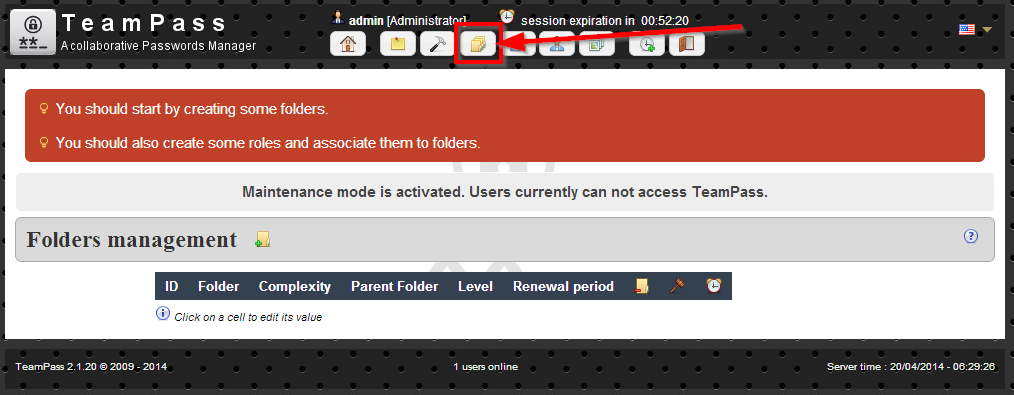 TeamPass
A collaborative Passwords Manager
admin [Administrator] session expiration in 00:52:20
You should start by creating some folders.
You should also create some roles and associate them to folders.
Maintenance mode is activated. Users currently can not access TeamPass.
Folders management
ID Folder Complexity Parent Folder Level Renewal period
Click on a cell to edit its value
TeamPass 2.1.20 © 2009 - 2014 1 users online Server time : 20/04/2014 - 06:29:26